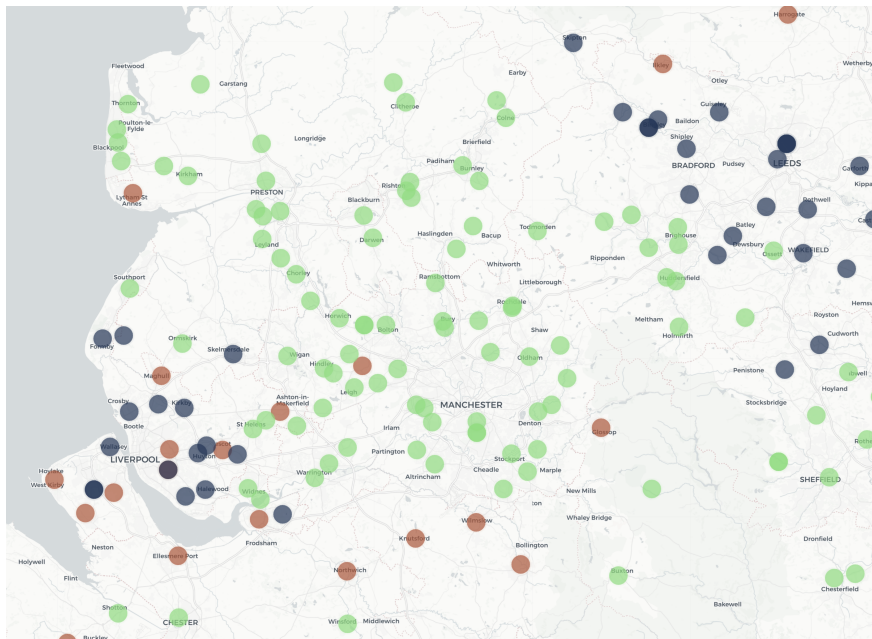 Harrogate
Skipton
Fleetwood
Earby
Ilkley
Wetherby
Garstang
Otley
Thornton
Clitheroe
Colne
Guiseley
Poulton-le-
Fylde
Baildon
Longridge
Brierfield
Shipley
Blackpool
Padiham
BRADFORD
Pudsey
LEEDS
Garforth
Kirkham
Burnley
Rishton
Kippa
PRESTON
Lytham St
Annes
Blackburn
Rothwell
Leyland
Darwen
Haslingden
Bacup
Todmorden
Brighouse
Batley
Dewsbury
WAKEFIELD
Ossett
Ripponden
Whitworth
Chorley
Southport
Ramsbottom
Littleborough
Huddersfield
Rochdale
Hemsw
Horwich
Bury
Meltham
Royston
Bolton
Shaw
Holmfirth
Cudworth
Formby
Ormskirk
Skelmersdale
Wigan
Oldham
Hindley
Penistone
Maghull
Leigh
Hoyland
Crosby
Kirkby
Ashton-in-
Makerfield
MANCHESTER
Stocksbridge
Bootle
St Helens
Irlam
Denton
Glossop
Rothe
Wallasey
LIVERPOOL
Huyton
Partington
Stockport
Hoylake
West Kirby
Warrington
Altrincham
Cheadle
Marple
SHEFFIELD
Halewood
Widnes
New Mills
Whaley Bridge
Wilmslow
Neston
Frodsham
Knutsford
Bollington
Dronfield
Holywell
Ellesmere Port
Flint
Northwich
Buxton
Chesterfield
Shotton
CHESTER
Winsford
Middlewich
Bakewell
Buckley